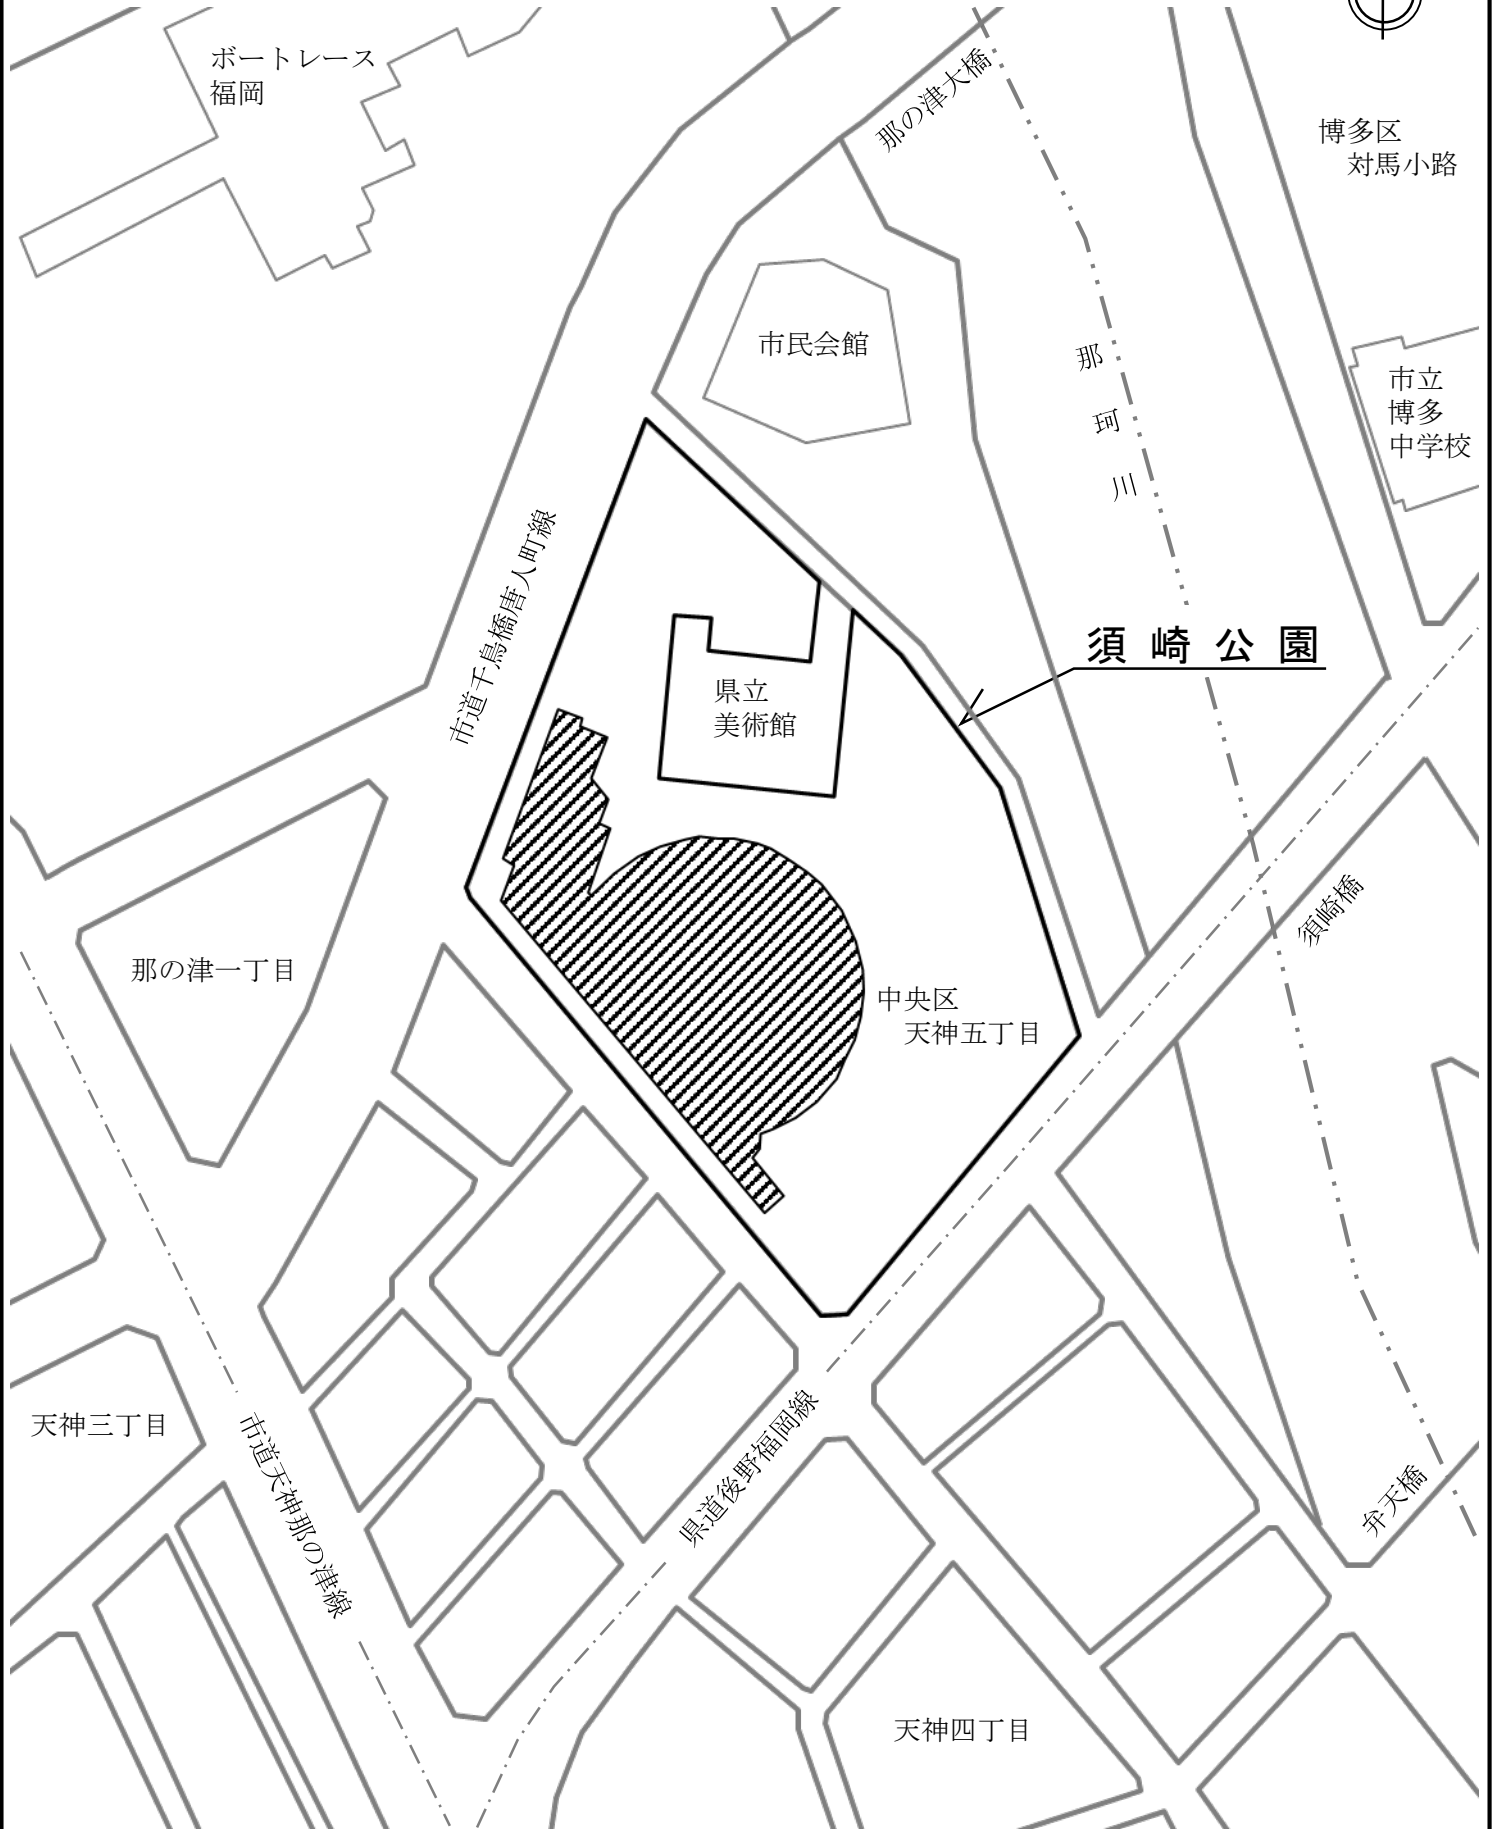 ボートレース
福岡
那の津大橋
博多区
対馬小路
市民会館
那珂川
市立
博多
中学校
市道千鳥橋唐人町線
須崎公園
県立
美術館
須崎橋
那の津一丁目
中央区
天神五丁目
天神三丁目
市道天神那の津線
県道後野福岡線
弁天橋
天神四丁目